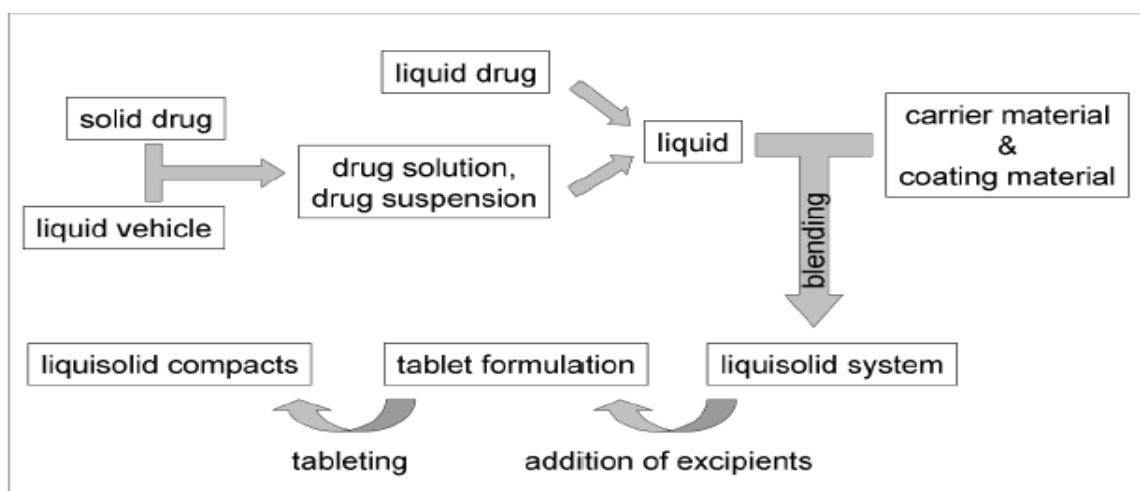 liquid drug
solid drug
liquid vehicle
drug solution,
drug suspension
liquid
carrier material
&
coating material
blending
liquisolid system
tablet formulation
liquisolid compacts
addition of excipients
tableting